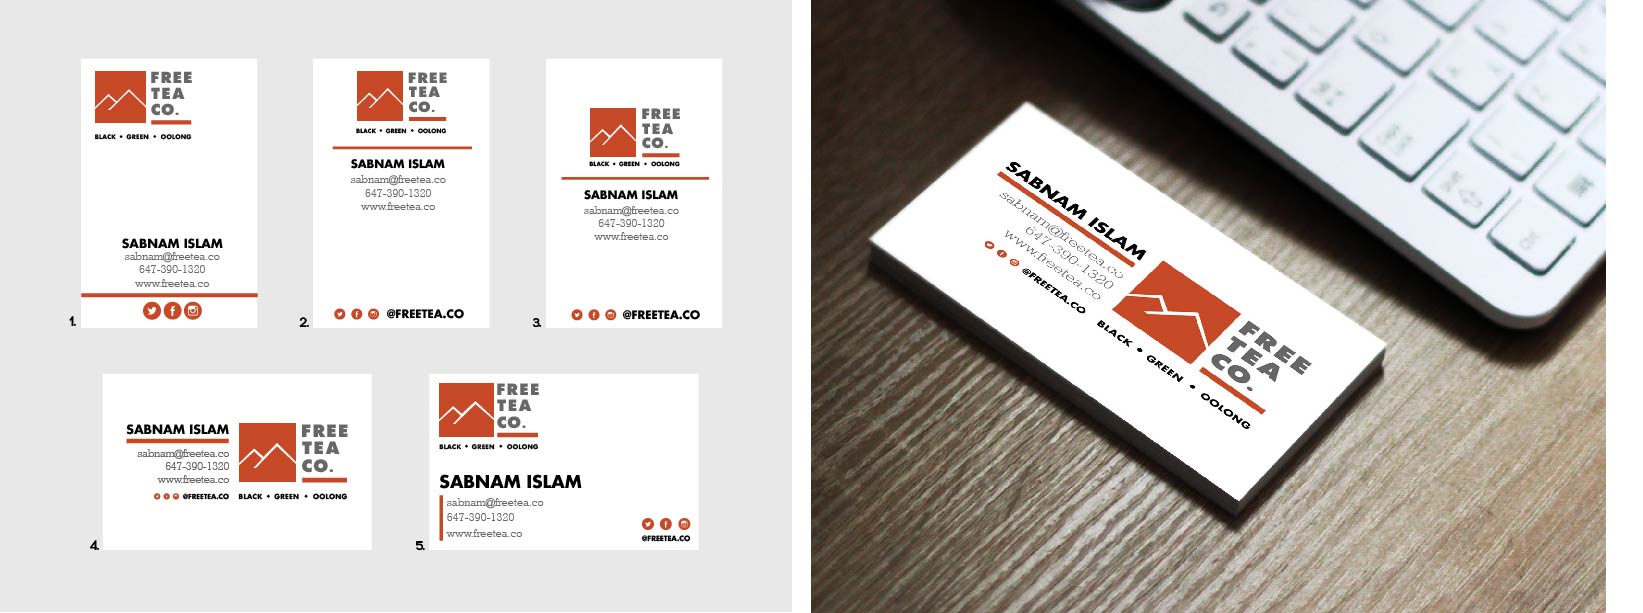 FREE
TEA
CO.
BLACK • GREEN • OOLONG
SABNAM ISLAM
sabnam@freetea.co
647-390-1320
www.freetea.co
1.
FREE
TEA
CO.
BLACK • GREEN • OOLONG
SABNAM ISLAM
sabnam@freetea.co
647-390-1320
www.freetea.co
@FREETEA.CO
2.
FREE
TEA
CO.
BLACK • GREEN • OOLONG
SABNAM ISLAM
sabnam@freetea.co
647-390-1320
www.freetea.co
@FREETEA.CO
3.
SABNAM ISLAM
sabnam@freetea.co
647-390-1320
www.freetea.co
@FREETEA.CO
FREE
TEA
CO.
BLACK • GREEN • OOLONG
4.
FREE
TEA
CO.
BLACK • GREEN • OOLONG
SABNAM ISLAM
sabnam@freetea.co
647-390-1320
www.freetea.co
@FREETEA.CO
5.
SABNAM ISLAM
sabnam@freetea.co
647-390-1320
www.freetea.co
@FREETEA.CO
FREE
TEA
CO.
BLACK • GREEN • OOLONG